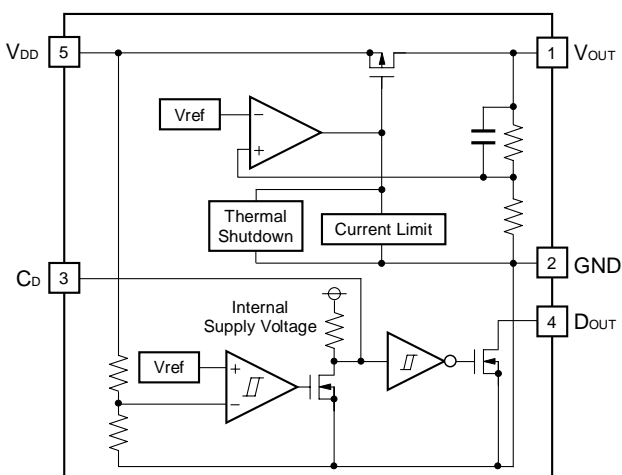 VDD 5
1 VOUT
Vref
−
+
Thermal
Shutdown
Current Limit
CD
3
2 GND
Internal
Supply Voltage
4 DOUT
Vref
+
−